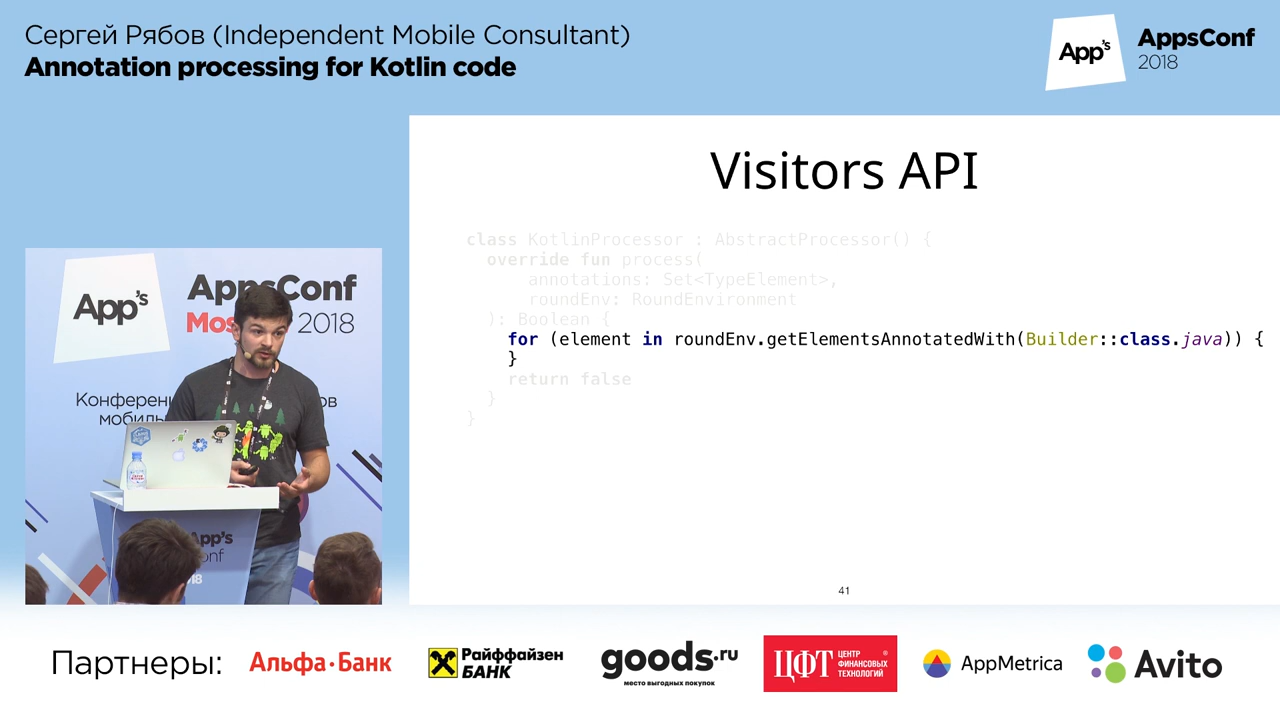 Сергей Рябов (Independent Mobile Consultant)
Annotation processing for Kotlin code
App's
AppsConf
2018
Visitors API
class KotlinProcessor : AbstractProcessor() {
override fun process(
annotations: Set<TypeElement>,
roundEnv: RoundEnvironment
): Boolean {
for (element in roundEnv.getElementsAnnotatedWith(Builder::class.java)) {
}
return false
}
}
41
App's
AppsConf
2018
App's
Партнеры:
Альфа·Банк
Райффайзен
БАНК
goods.ru
место выгодных покупок
ЦФТ
ЦЕНТР
ФИНАНСОВЫХ
ТЕХНОЛОГИЙ
®
AppMetrica
Avito